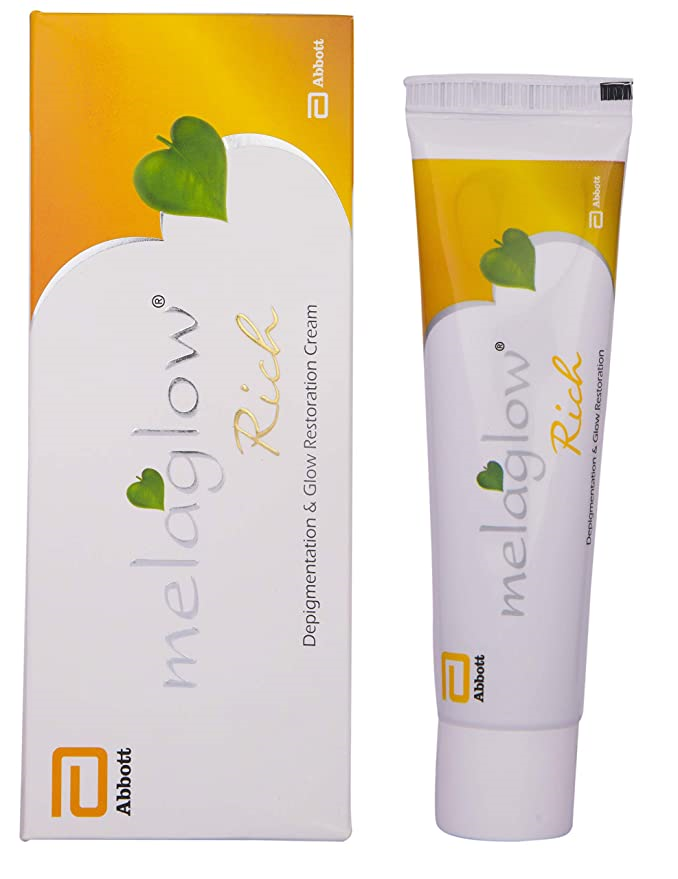 Abbott
melaglow®
Rich
Depigmentation & Glow Restoration Cream
Abbott
Abbott
melaglow®
Rich
Depigmentation & Glow Restoration
Abbott